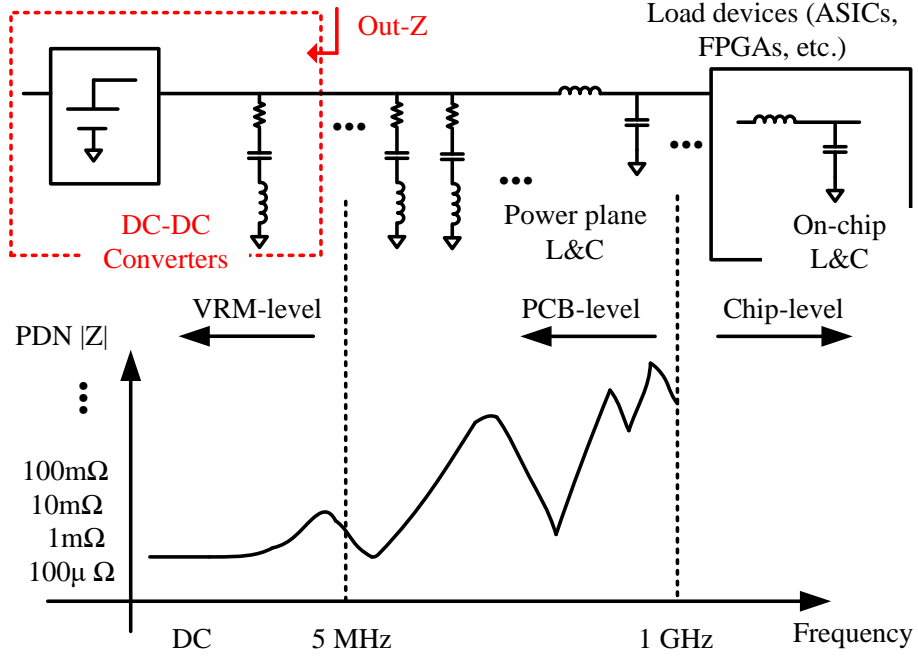 Out-Z
Load devices (ASICs,
FPGAs, etc.)
DC-DC
Converters
Power plane
L&C
On-chip
L&C
VRM-level
PCB-level
Chip-level
PDN |Z|
100mΩ
10mΩ
1mΩ
100μ Ω
DC
5 MHz
1 GHz
Frequency